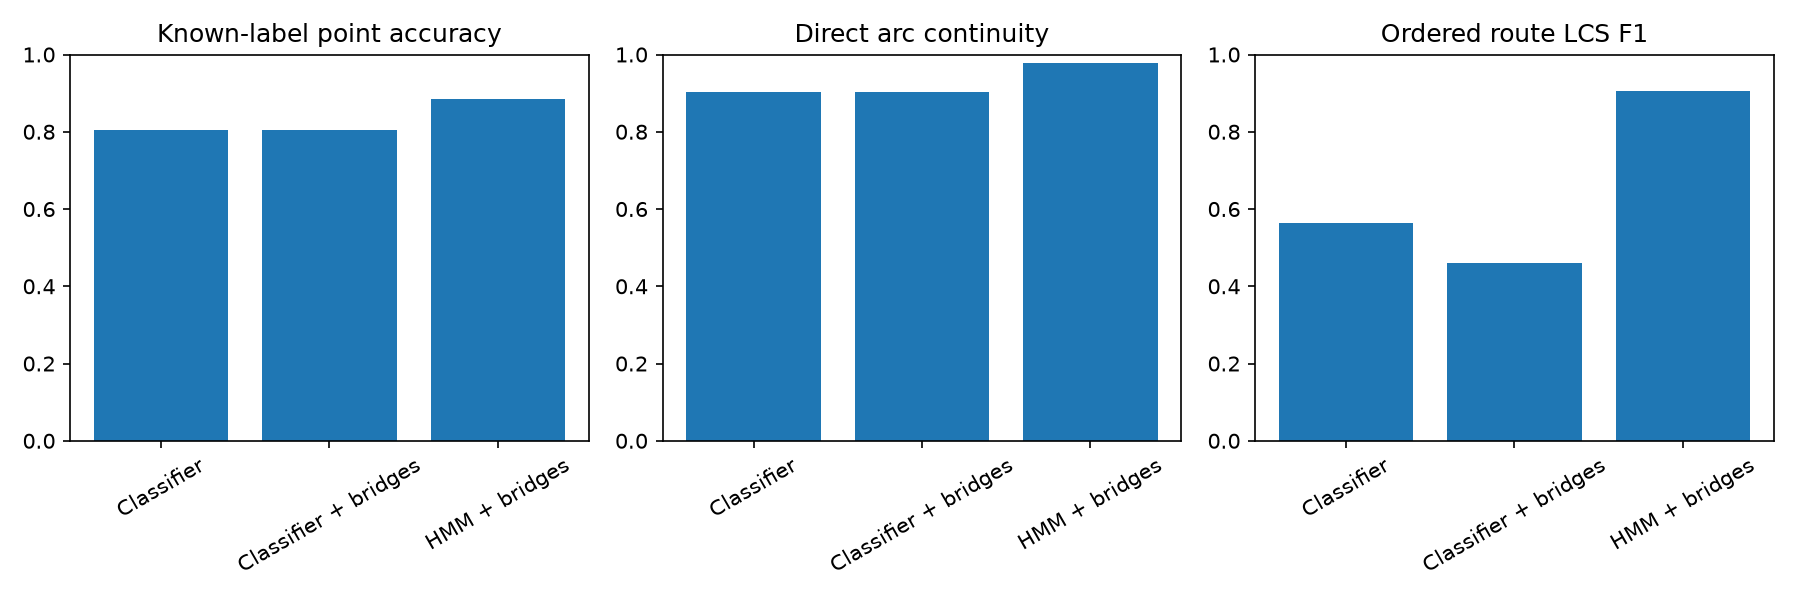 Known-label point accuracy
1.0
0.8
0.6
0.4
0.2
0.0
Classifier
Classifier + bridges
HMM + bridges
Direct arc continuity
1.0
0.8
0.6
0.4
0.2
0.0
Classifier
Classifier + bridges
HMM + bridges
Ordered route LCS F1
1.0
0.8
0.6
0.4
0.2
0.0
Classifier
Classifier + bridges
HMM + bridges